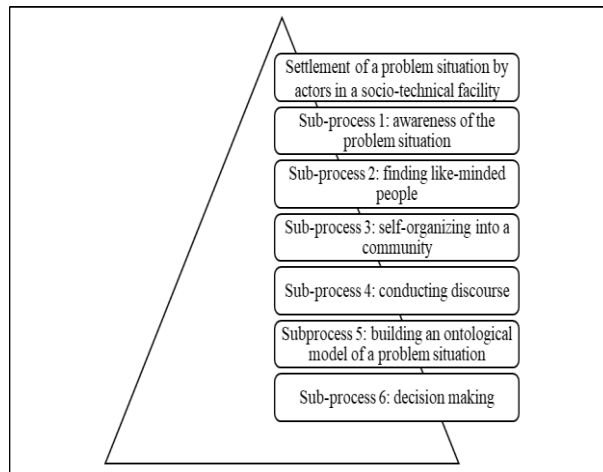 Settlement of a problem situation by
actors in a socio-technical facility
Sub-process 1: awareness of the
problem situation
Sub-process 2: finding like-minded
people
Sub-process 3: self-organizing into a
community
Sub-process 4: conducting discourse
Subprocess 5: building an ontological
model of a problem situation
Sub-process 6: decision making